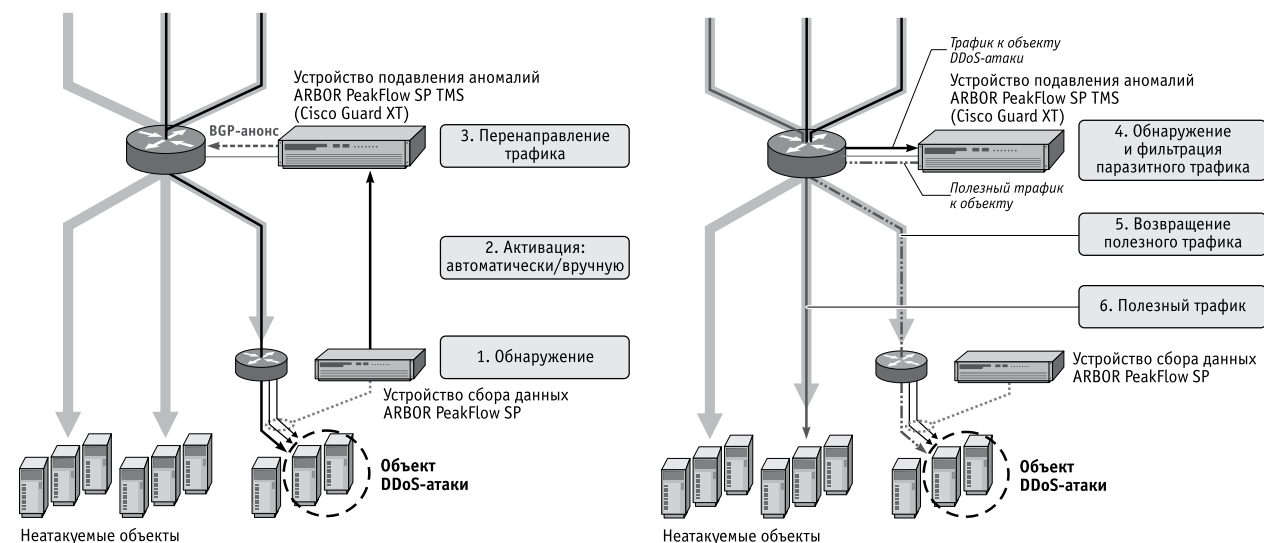 Устройство подавления аномалий
ARBOR PeakFlow SP TMS
(Cisco Guard XT)
BGP-анонс
3. Перенаправление
трафика
2. Активация:
автоматически/вручную
1. Обнаружение
Устройство сбора данных
ARBOR PeakFlow SP
Объект
DDoS-атаки
Неатакуемые объекты
Трафик к объекту
DDoS-атаки
Устройство подавления аномалий
ARBOR PeakFlow SP TMS
(Cisco Guard XT)
4. Обнаружение
и фильтрация
паразитного трафика
Полезный трафик
к объекту
5. Возвращение
полезного трафика
6. Полезный трафик
Устройство сбора данных
ARBOR PeakFlow SP
Объект
DDoS-атаки
Неатакуемые объекты